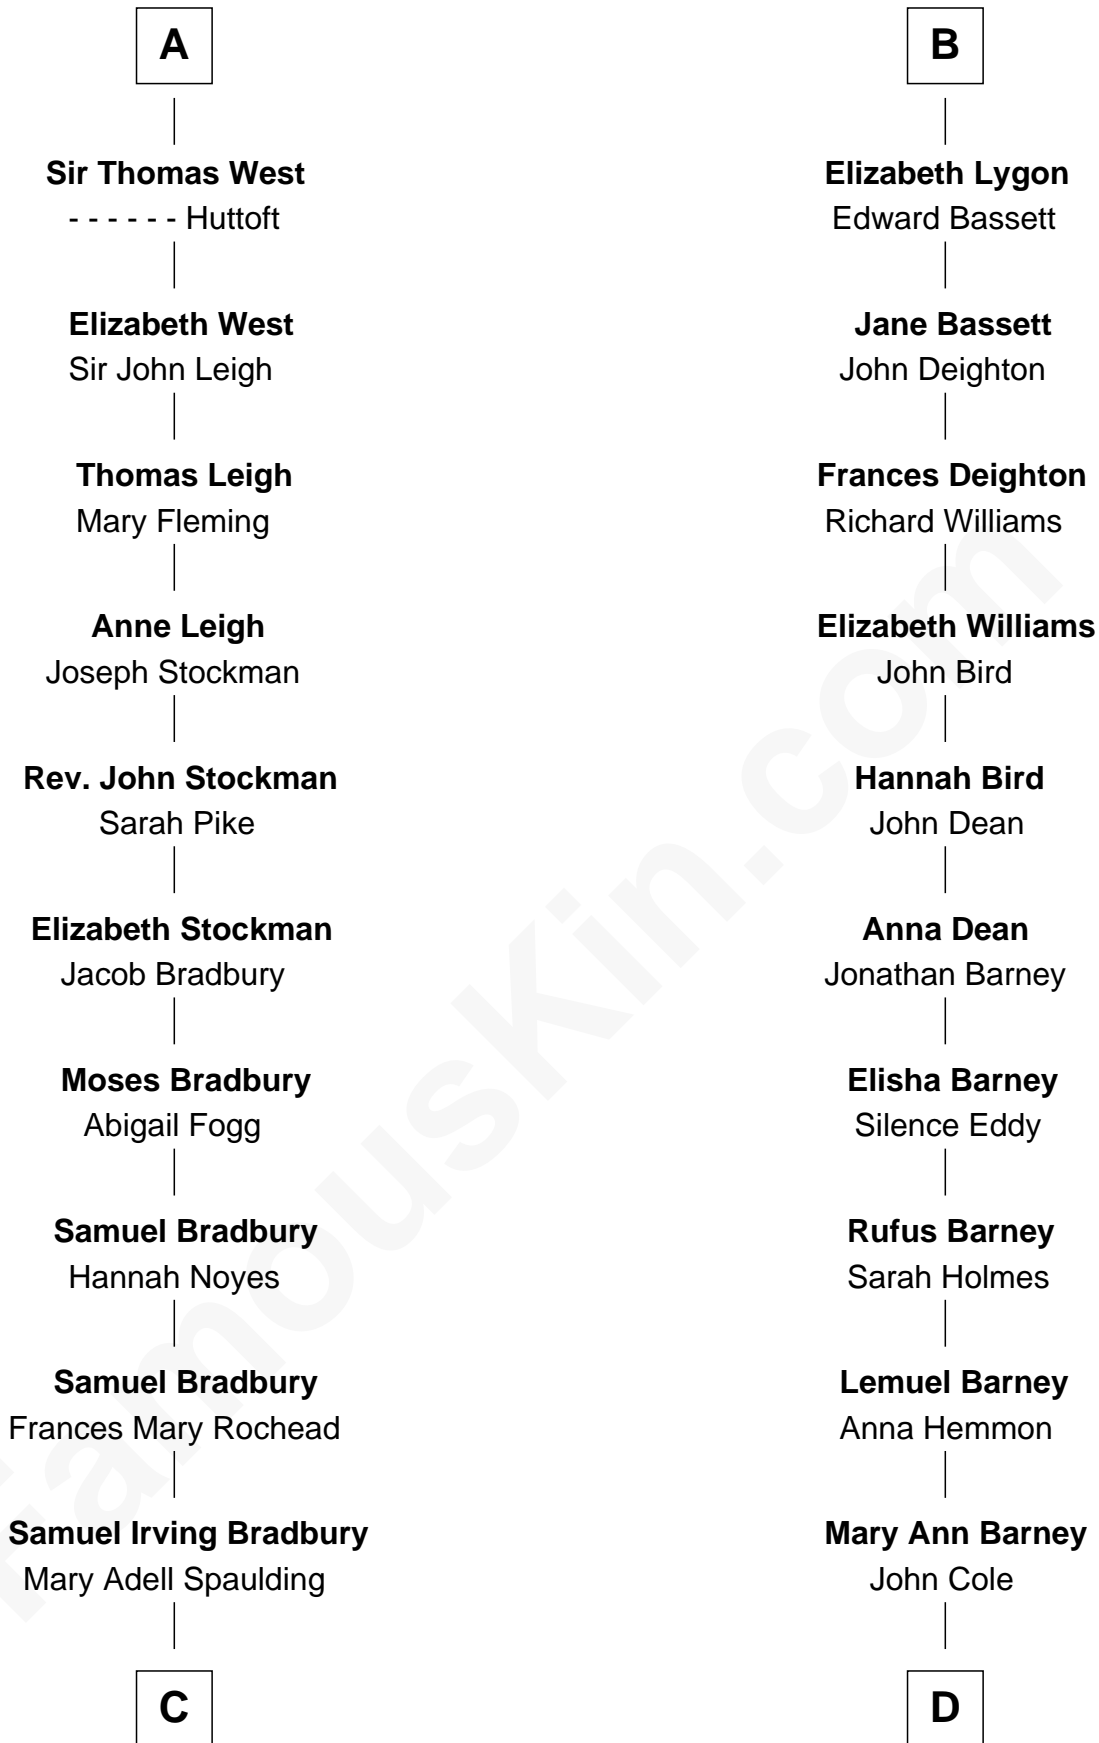 A
Sir Thomas West
- - - - - - Huttoft
Elizabeth West
Sir John Leigh
Thomas Leigh
Mary Fleming
Anne Leigh
Joseph Stockman
Rev. John Stockman
Sarah Pike
Elizabeth Stockman
Jacob Bradbury
Moses Bradbury
Abigail Fogg
Samuel Bradbury
Hannah Noyes
Samuel Bradbury
Frances Mary Rochead
Samuel Irving Bradbury
Mary Adell Spaulding
C
B
Elizabeth Lygon
Edward Bassett
Jane Bassett
John Deighton
Frances Deighton
Richard Williams
Elizabeth Williams
John Bird
Hannah Bird
John Dean
Anna Dean
Jonathan Barney
Elisha Barney
Silence Eddy
Rufus Barney
Sarah Holmes
Lemuel Barney
Anna Hemmon
Mary Ann Barney
John Cole
D
FamousKin.com